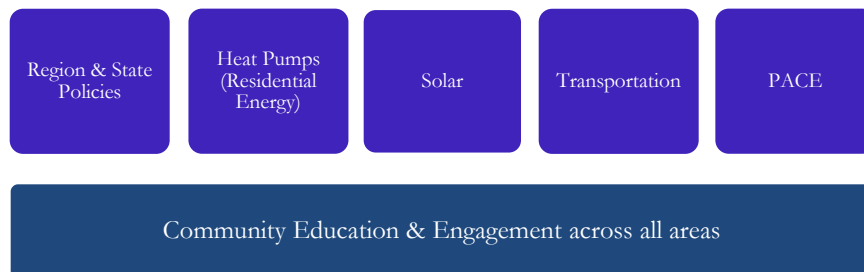 Region & State
Policies
Heat Pumps
(Residential
Energy)
Solar
Transportation
PACE
Community Education & Engagement across all areas